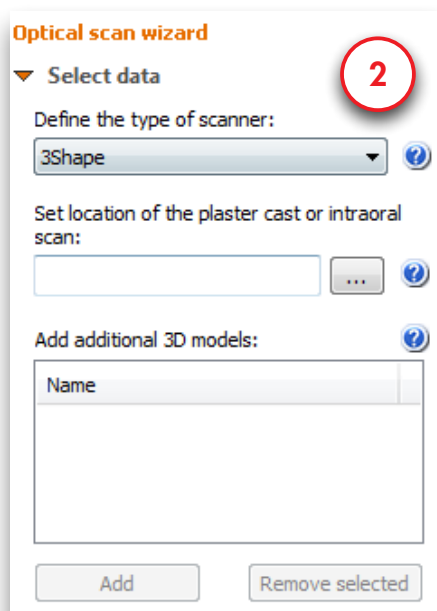 Optical scan wizard
Select data
2
Define the type of scanner:
3Shape
?
Set location of the plaster cast or intraoral
scan:
...
?
Add additional 3D models:
?
Name
Add
Remove selected